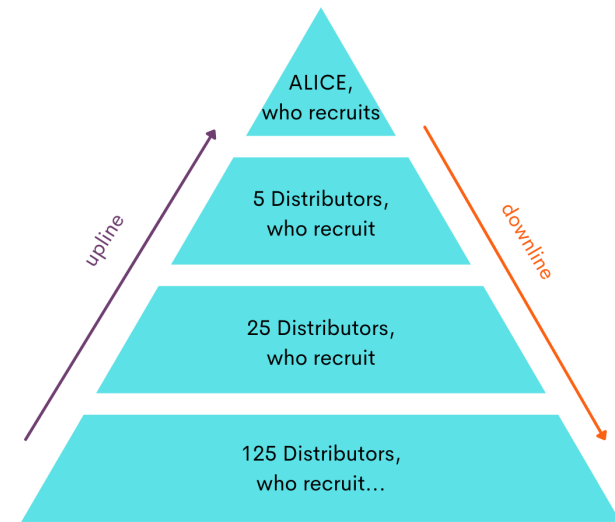 ALICE,
who recruits
5 Distributors,
who recruit
upline
downline
25 Distributors,
who recruit
125 Distributors,
who recruit...